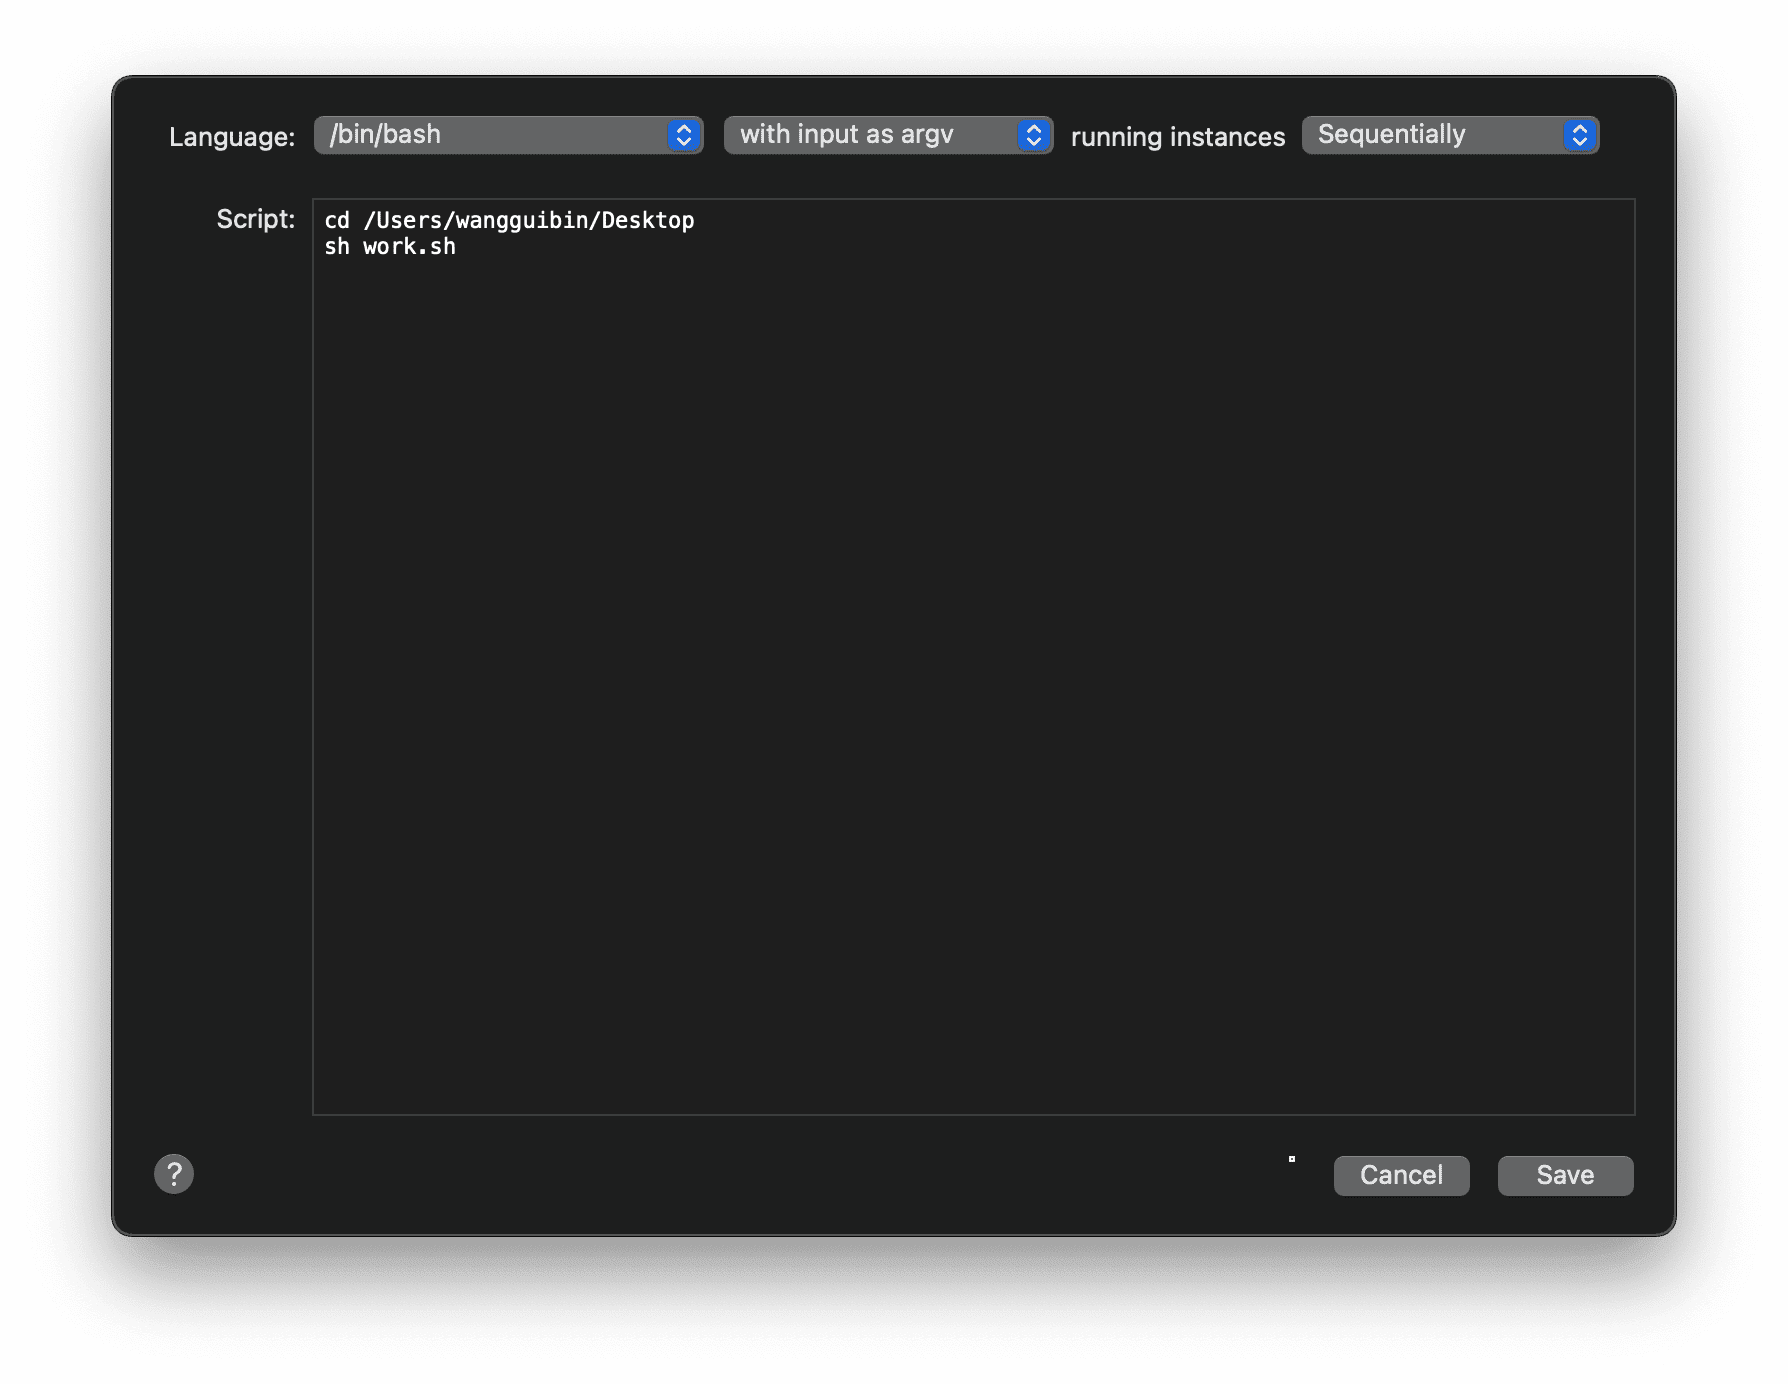 Language: /bin/bash with input as argv running instances Sequentially
Script: cd /Users/wangguibin/Desktop
sh work.sh
? Cancel Save